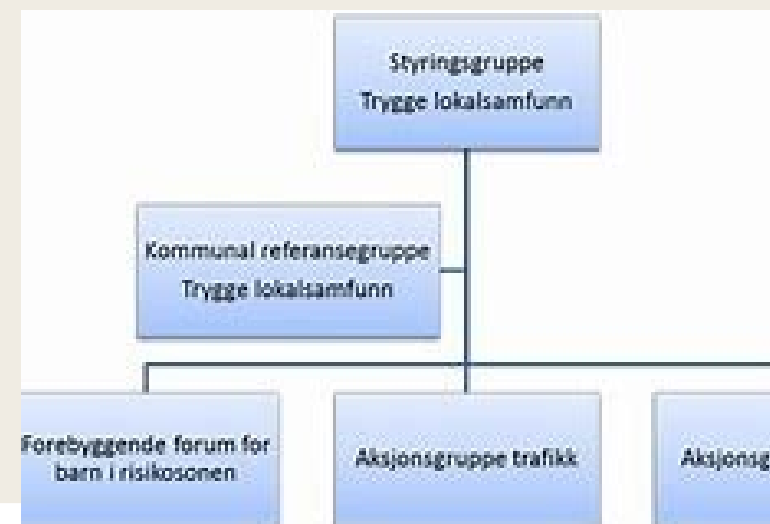 Styringsgruppe
Trygge lokalsamfunn
Kommunal referansegruppe
Trygge lokalsamfunn
Forebyggende forum for
barn i risikosonen
Aksjonsgruppe trafikk